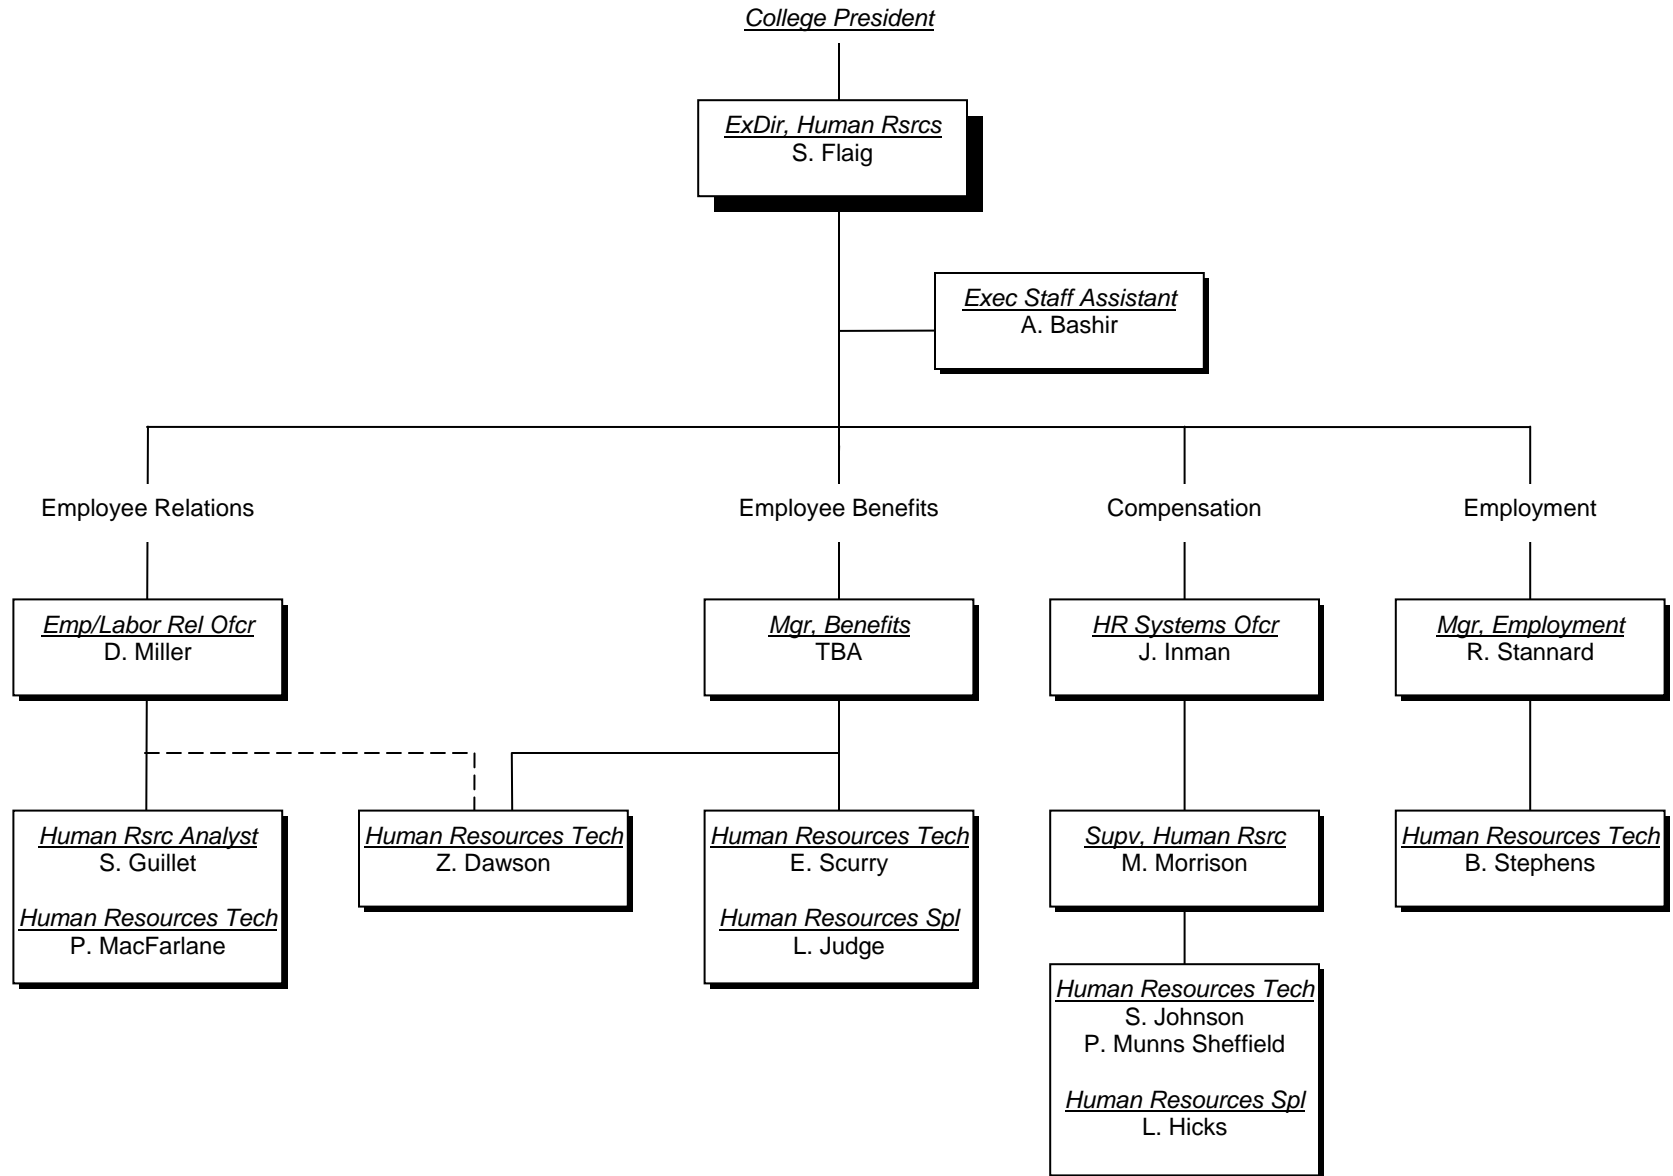 College President
ExDir, Human Rsrcs
S. Flaig
Exec Staff Assistant
A. Bashir
Employee Relations
Employee Benefits
Compensation
Employment
Emp/Labor Rel Ofcr
D. Miller
Mgr, Benefits
TBA
HR Systems Ofcr
J. Inman
Mgr, Employment
R. Stannard
Human Rsrc Analyst
S. Guillet
Human Resources Tech
P. MacFarlane
Human Resources Tech
Z. Dawson
Human Resources Tech
E. Scurry
Human Resources Spl
L. Judge
Supv, Human Rsrc
M. Morrison
Human Resources Tech
B. Stephens
Human Resources Tech
S. Johnson
P. Munns Sheffield
Human Resources Spl
L. Hicks